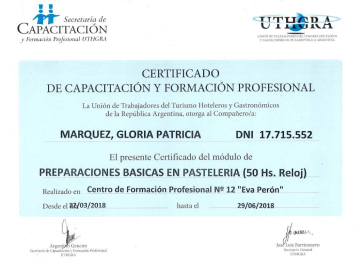 Secretaría de
CAPACITACIÓN
y Formación Profesional UTHGRA
UTHGRA
UNIÓN DE TRABAJADORES DEL TURISMO HOTELEROS
Y GASTRONÓMICOS DE LA REPÚBLICA ARGENTINA
CERTIFICADO
DE CAPACITACIÓN Y FORMACIÓN PROFESIONAL
La Unión de Trabajadores del Turismo Hoteleros y Gastronómicos
de la República Argentina, otorga al Compañero/a:
MARQUEZ, GLORIA PATRICIA DNI 17.715.552
El presente Certificado del módulo de
PREPARACIONES BASICAS EN PASTELERIA (50 Hs. Reloj)
Realizado en Centro de Formación Profesional Nº 12 "Eva Perón"
Desde el 22/03/2018 hasta el 29/06/2018
Argentino Geneiro
Secretario de Capacitación y Formación Profesional
UTHGRA
José Luis Barrionuevo
Secretario General
UTHGRA